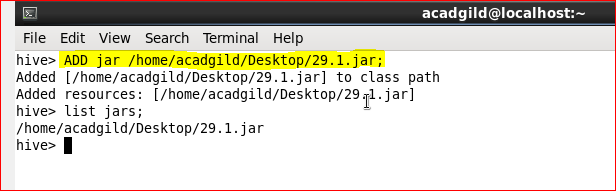 acadgild@localhost:~
File Edit View Search Terminal Help
hive> ADD jar /home/acadgild/Desktop/29.1.jar;
Added [/home/acadgild/Desktop/29.1.jar] to class path
Added resources: [/home/acadgild/Desktop/29.1.jar]
hive> list jars;
/home/acadgild/Desktop/29.1.jar
hive>